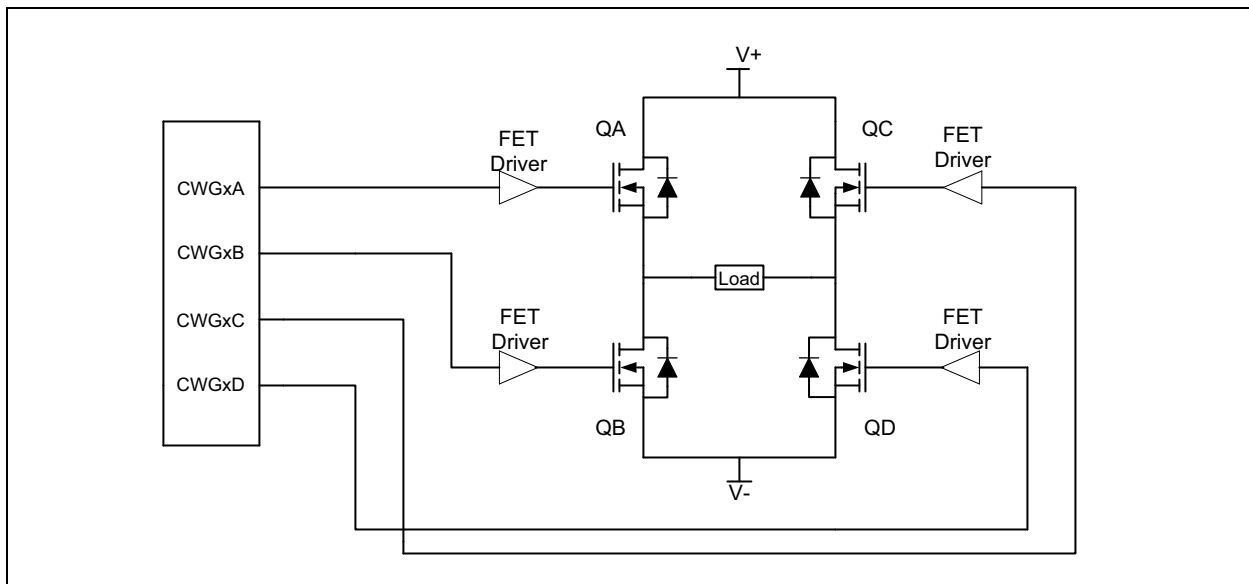 V+
QA
QC
FET
Driver
FET
Driver
CWGxA
CWGxB
CWGxC
CWGxD
Load
FET
Driver
FET
Driver
QB
QD
V-